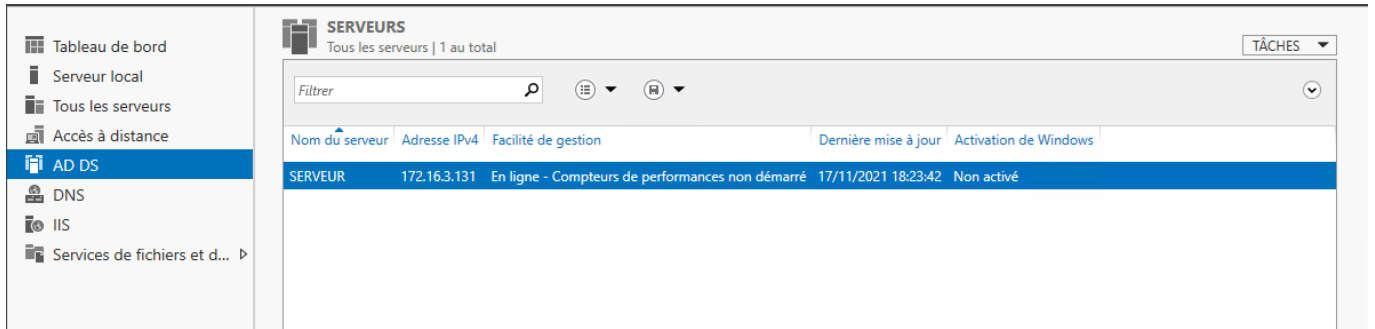 Tableau de bord
Serveur local
Tous les serveurs
Accès à distance
AD DS
DNS
IIS
Services de fichiers et d...
SERVEURS
Tous les serveurs | 1 au total
TÂCHES
Filtrer
Nom du serveur Adresse IPv4 Facilité de gestion Dernière mise à jour Activation de Windows
SERVEUR 172.16.3.131 En ligne - Compteurs de performances non démarré 17/11/2021 18:23:42 Non activé